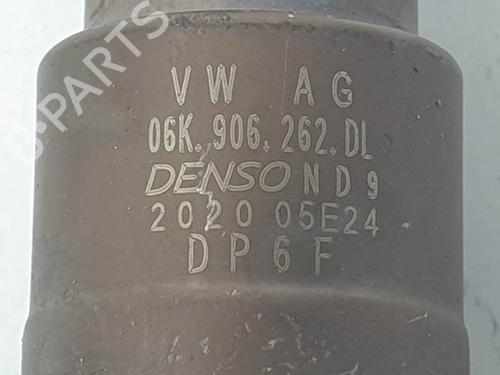 VW AG
06K.906.262.DL
DENSO ND9
2020 05E24
DP6F
B-PARTS